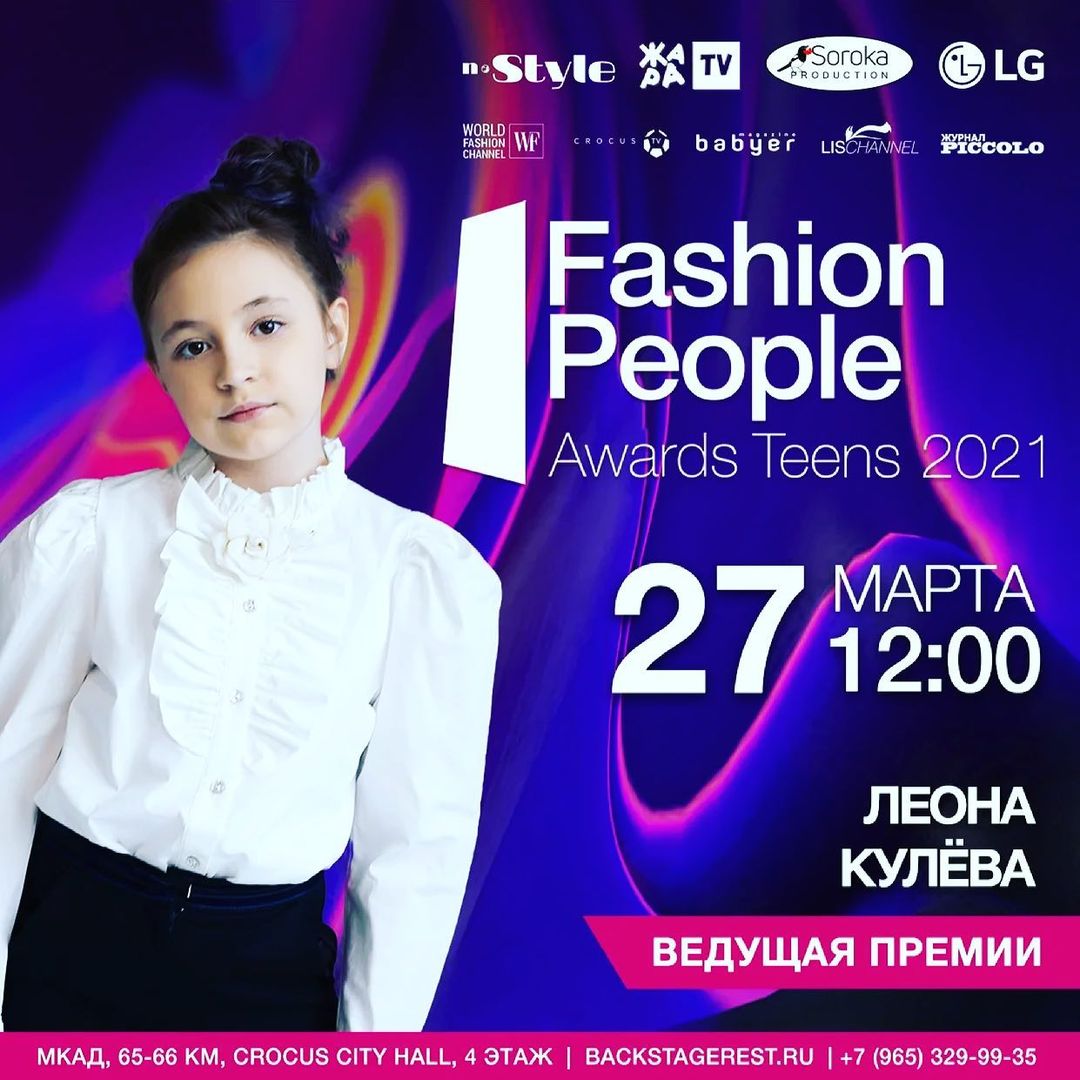 n•Style
ЖАРА TV
Soroka
PRODUCTION
LG
WORLD
FASHION
CHANNEL
WF
CROCUS TV
magazine
babyer
LISCHANNEL
ЖУРНАЛ
PICCOLO
Fashion
People
Awards Teens 2021
27 МАРТА
12:00
ЛЕОНА
КУЛЁВА
ВЕДУЩАЯ ПРЕМИИ
МКАД, 65-66 КМ, CROCUS CITY HALL, 4 ЭТАЖ | BACKSTAGEREST.RU | +7 (965) 329-99-35